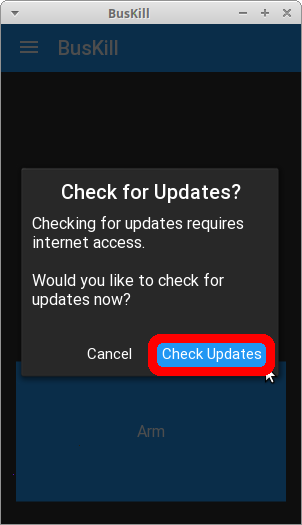 BusKill
BusKill
Check for Updates?
Checking for updates requires
internet access.
Would you like to check for
updates now?
Cancel
Check Updates
Arm